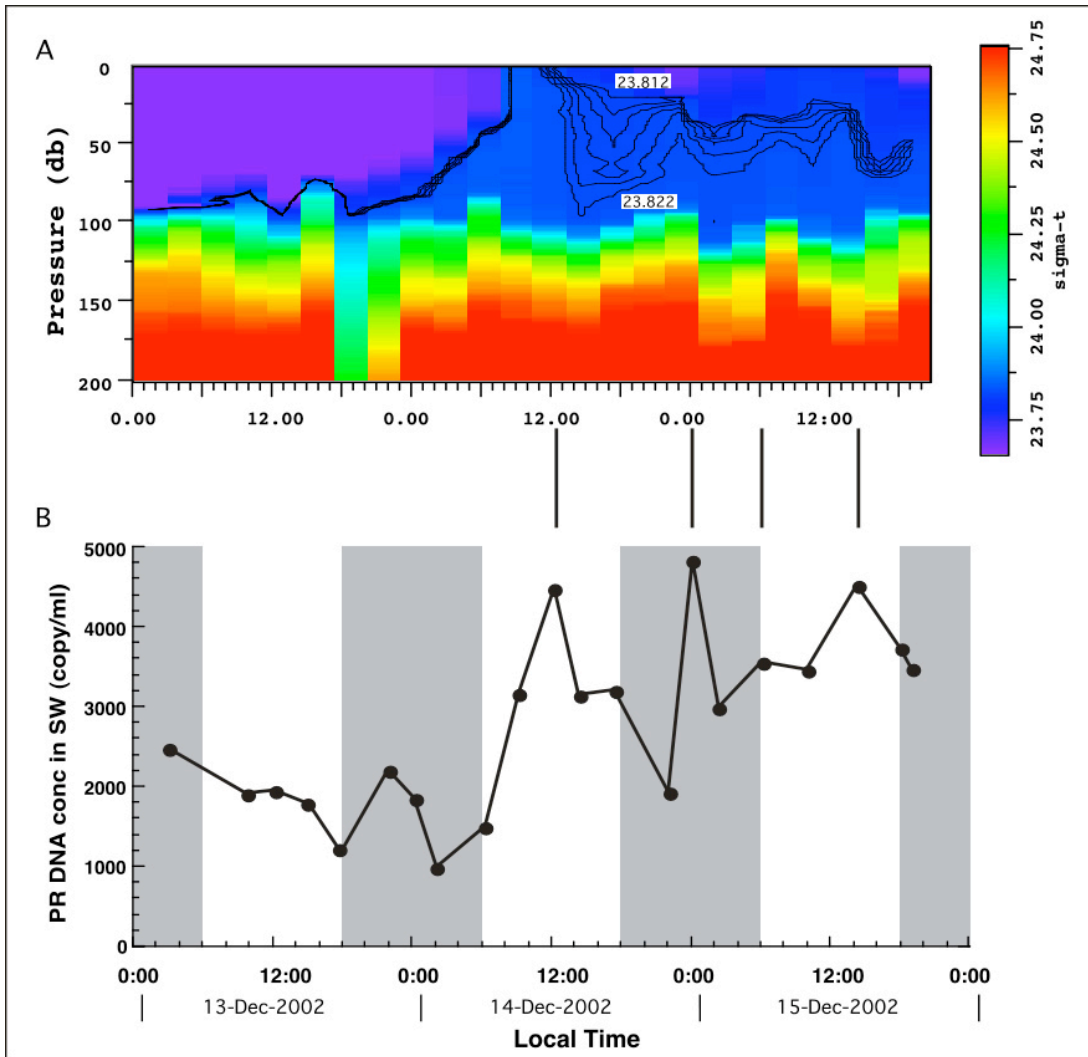 A
Pressure (db)
0
50
100
150
200
23.812
23.822
0.00 12.00 0.00 12.00 0.00 12:00
24.75
24.50
24.25
24.00
23.75
sigma-t
B
PR DNA conc in SW (copy/ml)
5000
4000
3000
2000
1000
0
0:00 12:00 0:00 12:00 0:00 12:00 0:00
13-Dec-2002 14-Dec-2002 15-Dec-2002
Local Time